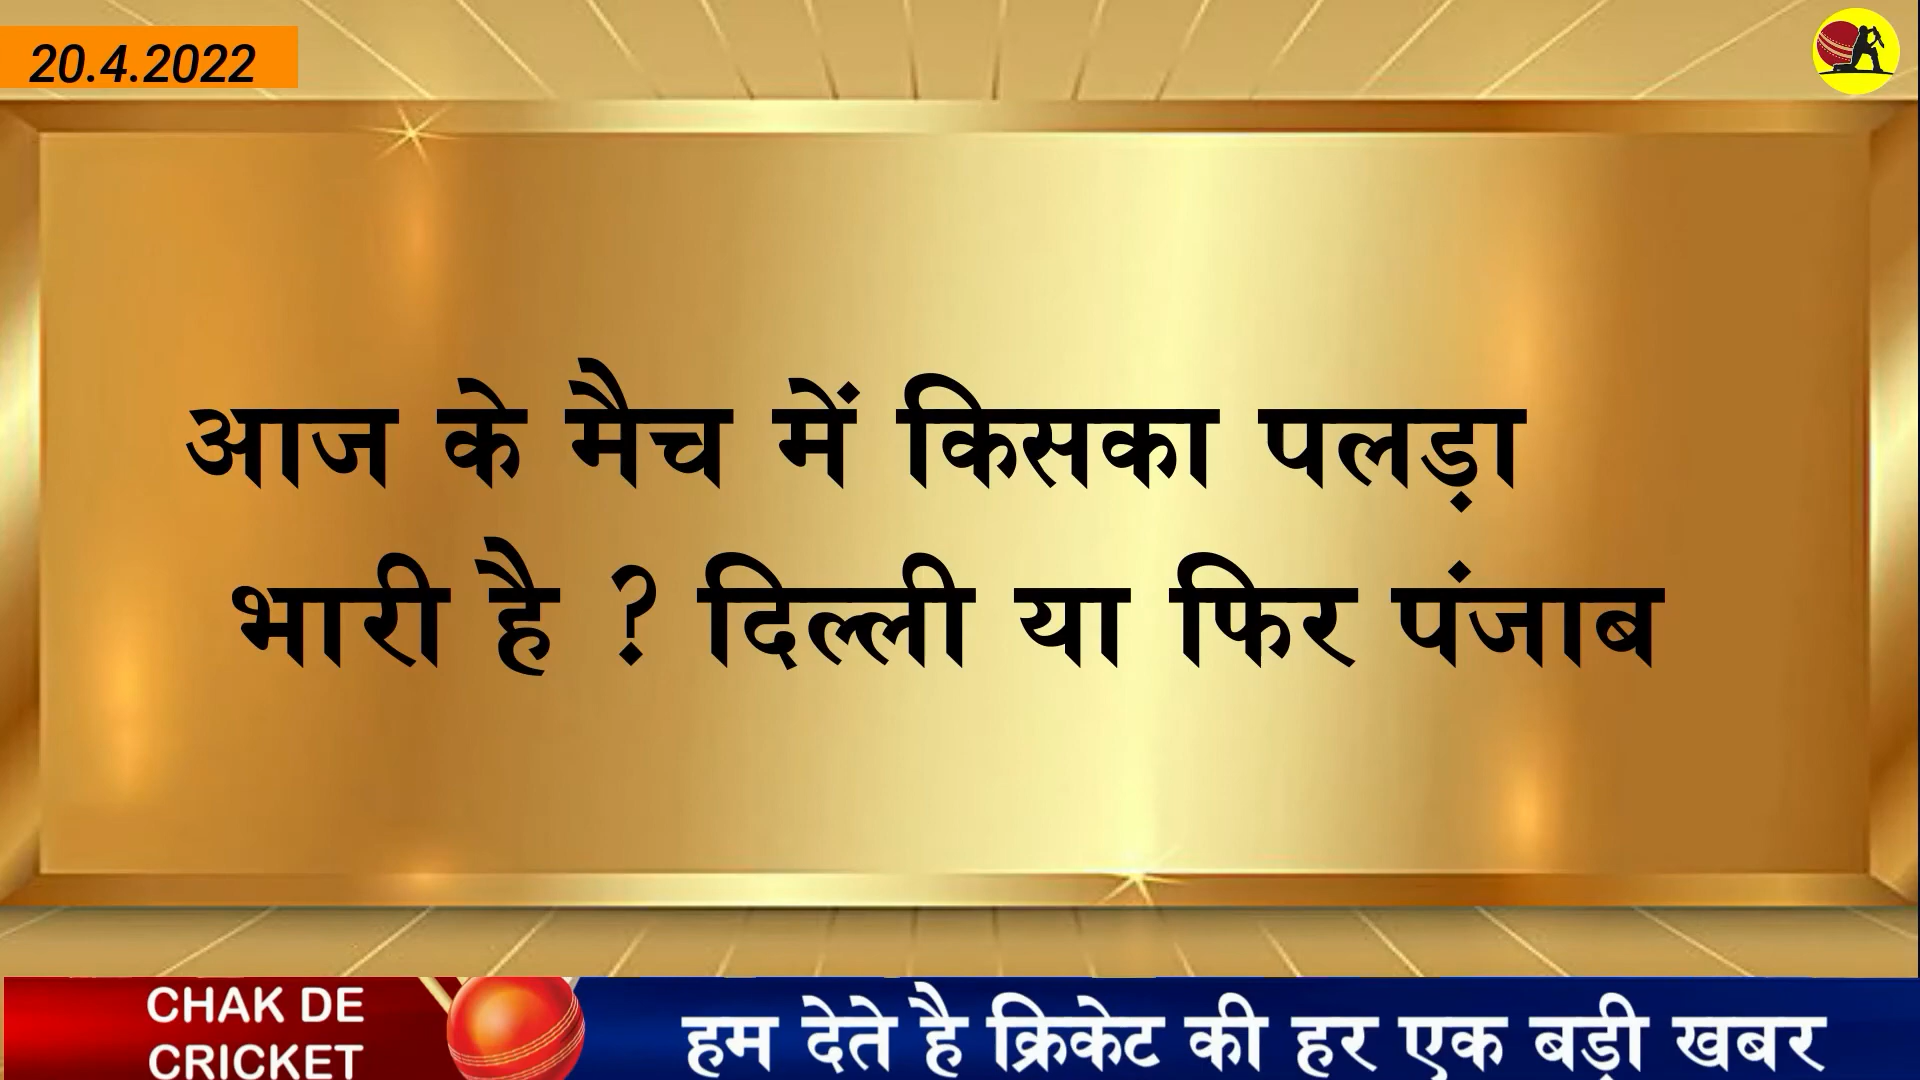 20.4.2022
आज के मैच में किसका पलड़ा
भारी है ? दिल्ली या फिर पंजाब
CHAK DE
CRICKET
हम देते है क्रिकेट की हर एक बड़ी खबर